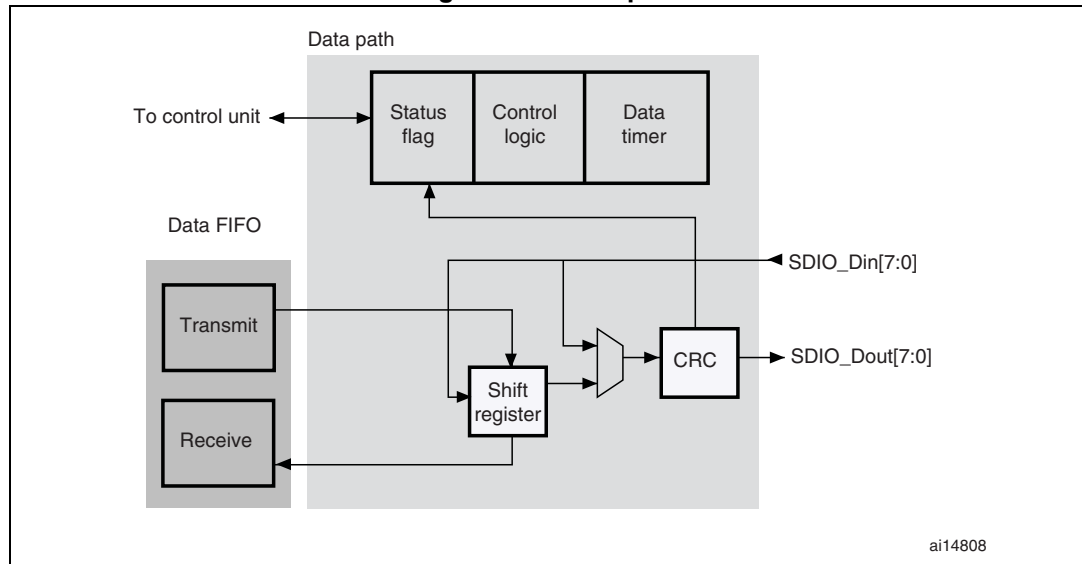 Data path
To control unit
Status
flag
Control
logic
Data
timer
Data FIFO
SDIO_Din[7:0]
Transmit
CRC
SDIO_Dout[7:0]
Shift
register
Receive
ai14808